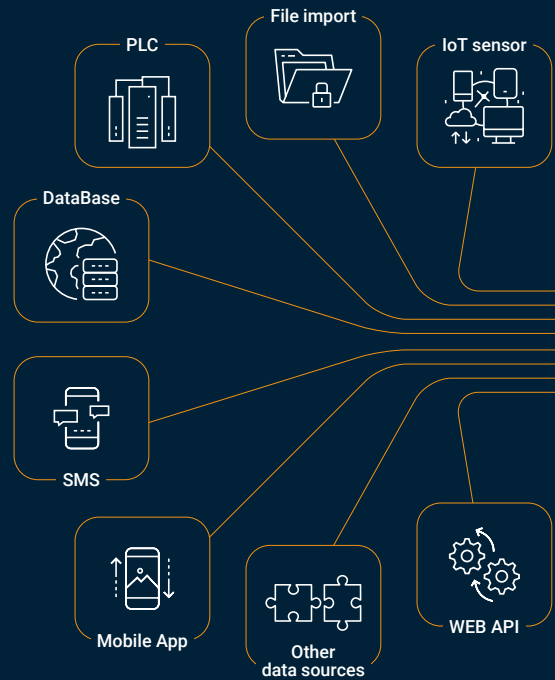 File import
PLC
IoT sensor
DataBase
SMS
Mobile App
Other
data sources
WEB API